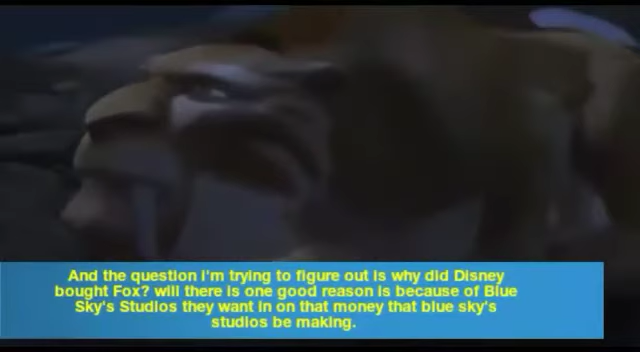 And the question I'm trying to figure out is why did Disney
bought Fox? will there is one good reason is because of Blue
Sky's Studios they want in on that money that blue sky's
studios be making.